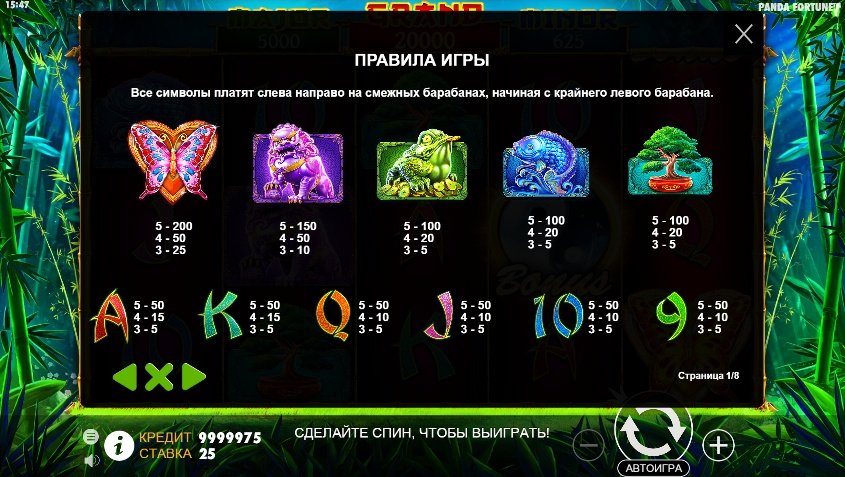 15:47
PANDA FORTUNE™
MAJOR
GRAND
MINOR
5000
20000
625
ПРАВИЛА ИГРЫ
Все символы платят слева направо на смежных барабанах, начиная с крайнего левого барабана.
5 - 200
4 - 50
3 - 25
5 - 150
4 - 50
3 - 10
5 - 100
4 - 20
3 - 5
5 - 100
4 - 20
3 - 5
5 - 100
4 - 20
3 - 5
Bonus
A
5 - 50
4 - 15
3 - 5
K
5 - 50
4 - 15
3 - 5
Q
5 - 50
4 - 10
3 - 5
J
5 - 50
4 - 10
3 - 5
10
5 - 50
4 - 10
3 - 5
9
5 - 50
4 - 10
3 - 5
Страница 1/8
КРЕДИТ 9999975
СТАВКА 25
СДЕЛАЙТЕ СПИН, ЧТОБЫ ВЫИГРАТЬ!
АВТОИГРА